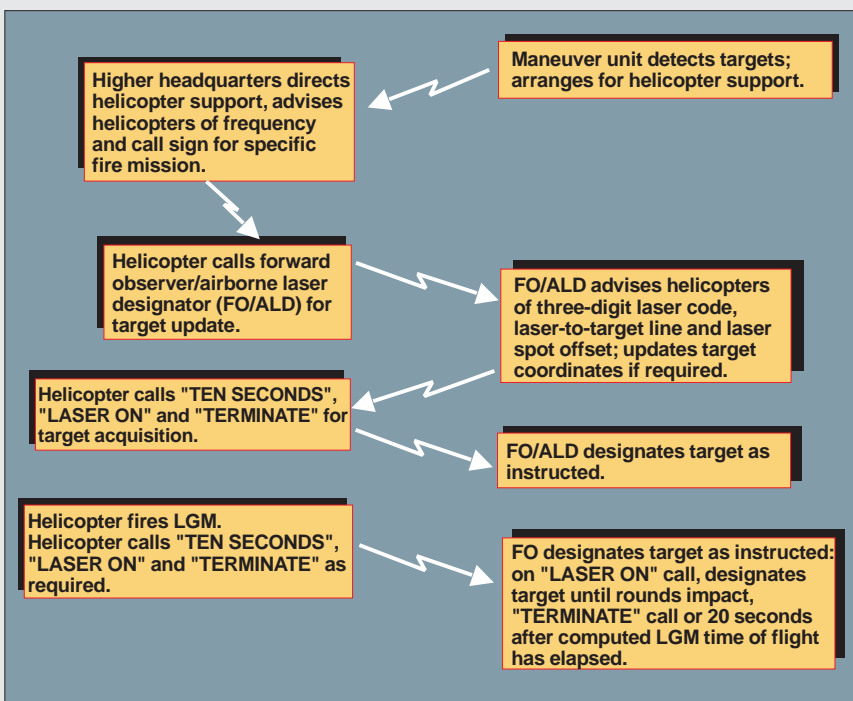 Maneuver unit detects targets;
arranges for helicopter support.
Higher headquarters directs
helicopter support, advises
helicopters of frequency
and call sign for specific
fire mission.
Helicopter calls forward
observer/airborne laser
designator (FO/ALD) for
target update.
FO/ALD advises helicopters
of three-digit laser code,
laser-to-target line and laser
spot offset; updates target
coordinates if required.
Helicopter calls "TEN SECONDS",
"LASER ON" and "TERMINATE" for
target acquisition.
FO/ALD designates target as
instructed.
Helicopter fires LGM.
Helicopter calls "TEN SECONDS",
"LASER ON" and "TERMINATE" as
required.
FO designates target as instructed:
on "LASER ON" call, designates
target until rounds impact,
"TERMINATE" call or 20 seconds
after computed LGM time of flight
has elapsed.